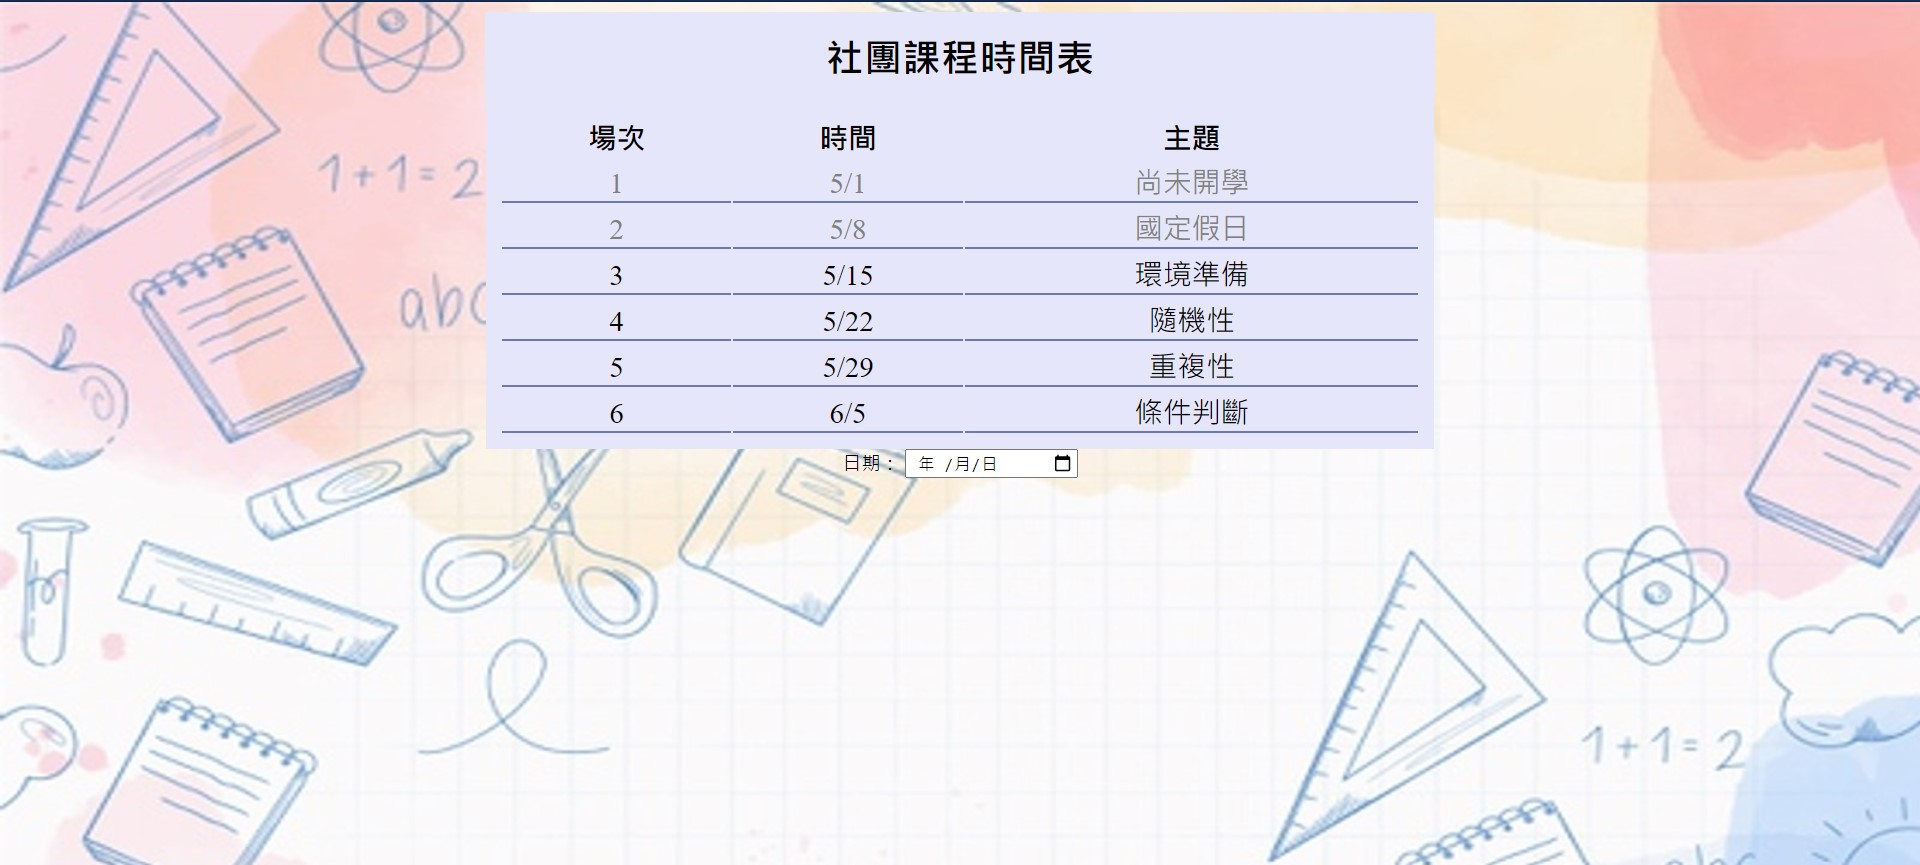 社團課程時間表
場次 時間 主題
1 5/1 尚未開學
2 5/8 國定假日
3 5/15 環境準備
4 5/22 隨機性
5 5/29 重複性
6 6/5 條件判斷
日期： 年 /月/日
1+1=2
abc
1+1=2
abc